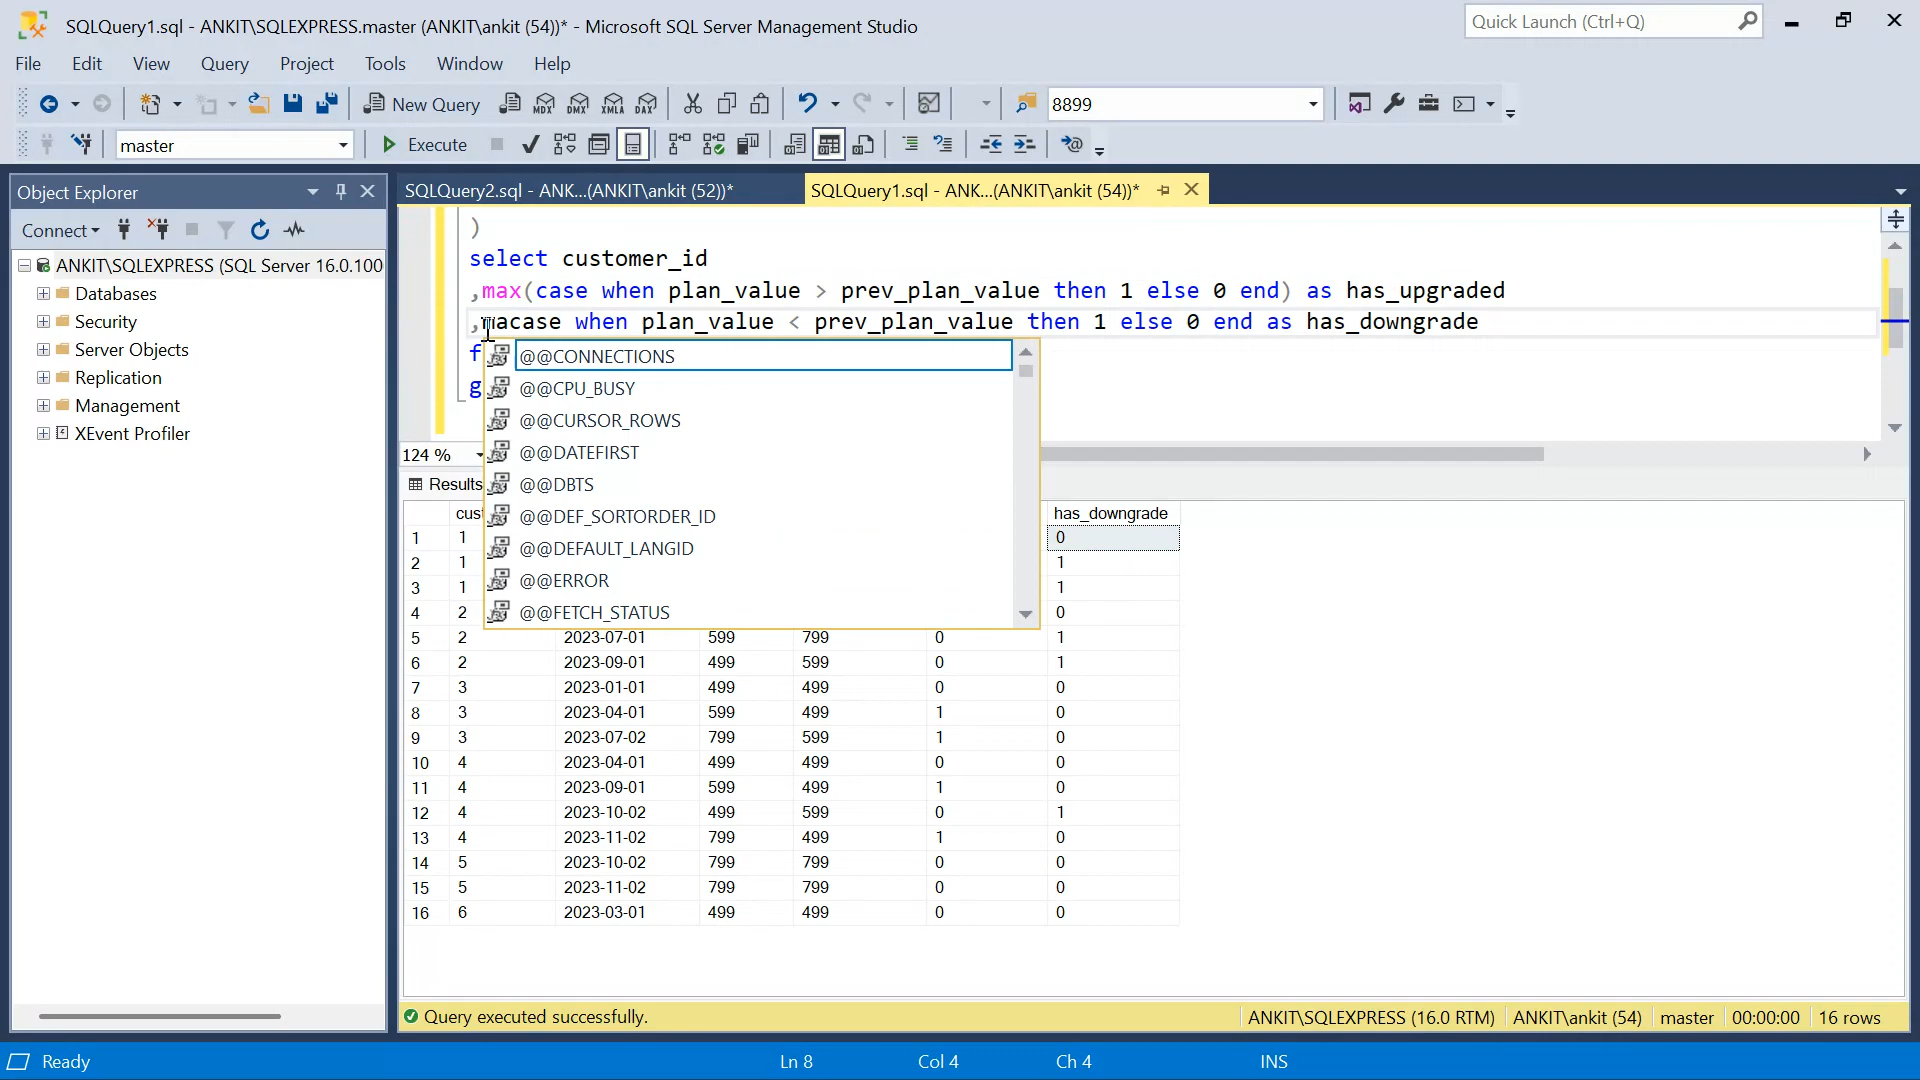 SQLQuery1.sql - ANKIT\SQLEXPRESS.master (ANKIT\ankit (54))* - Microsoft SQL Server Management Studio
Quick Launch (Ctrl+Q)
File Edit View Query Project Tools Window Help
New Query MDX DMX XMLA DAX 8899
master Execute
Object Explorer
SQLQuery2.sql - ANK...(ANKIT\ankit (52))*
SQLQuery1.sql - ANK...(ANKIT\ankit (54))*
Connect
ANKIT\SQLEXPRESS (SQL Server 16.0.100
Databases
Security
Server Objects
Replication
Management
XEvent Profiler
)
select customer_id
,max(case when plan_value > prev_plan_value then 1 else 0 end) as has_upgraded
,macase when plan_value < prev_plan_value then 1 else 0 end as has_downgrade
f
g
@@CONNECTIONS
@@CPU_BUSY
@@CURSOR_ROWS
@@DATEFIRST
@@DBTS
@@DEF_SORTORDER_ID
@@DEFAULT_LANGID
@@ERROR
@@FETCH_STATUS
124 %
Results
cust has_downgrade
1 1 0
2 1 1
3 1 1
4 2 0
5 2 2023-07-01 599 799 0 1
6 2 2023-09-01 499 599 0 1
7 3 2023-01-01 499 499 0 0
8 3 2023-04-01 599 499 1 0
9 3 2023-07-02 799 599 1 0
10 4 2023-04-01 499 499 0 0
11 4 2023-09-01 599 499 1 0
12 4 2023-10-02 499 599 0 1
13 4 2023-11-02 799 499 1 0
14 5 2023-10-02 799 799 0 0
15 5 2023-11-02 799 799 0 0
16 6 2023-03-01 499 499 0 0
Query executed successfully.
ANKIT\SQLEXPRESS (16.0 RTM) ANKIT\ankit (54) master 00:00:00 16 rows
Ready Ln 8 Col 4 Ch 4 INS